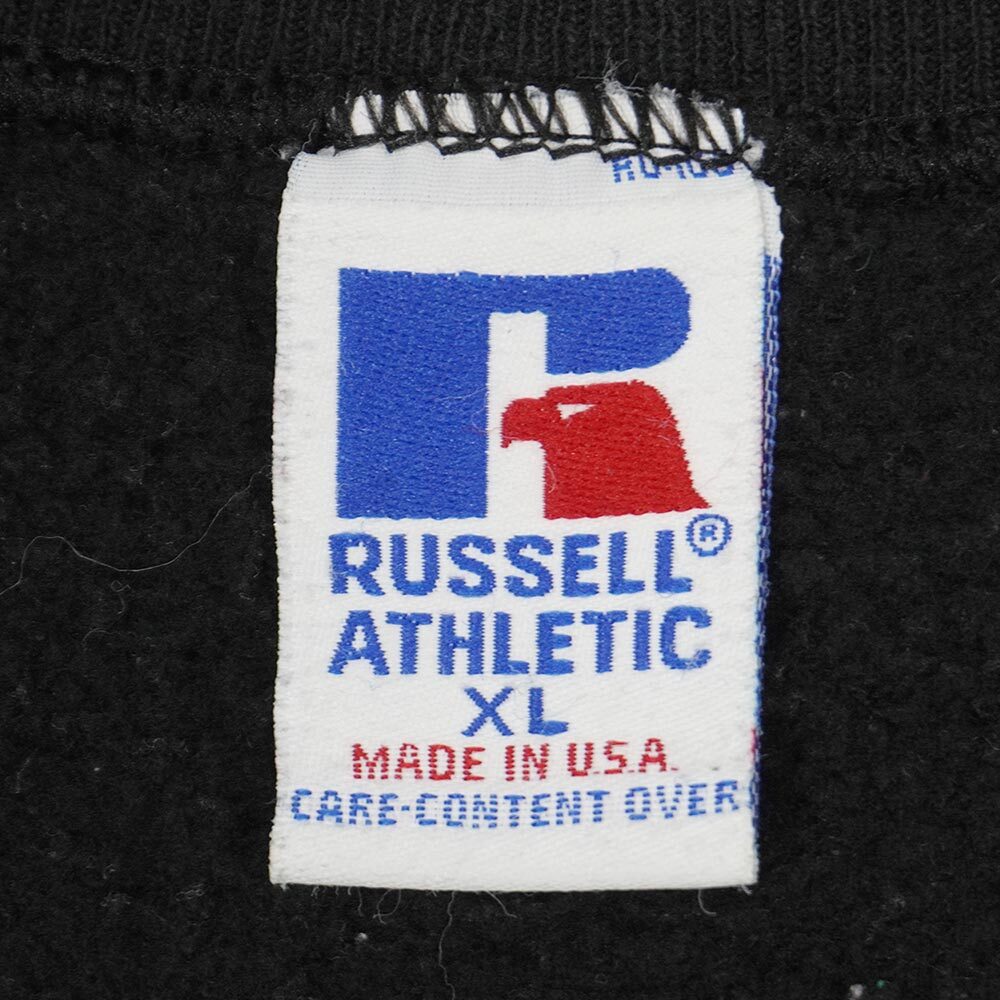 RUSSELL®
ATHLETIC
XL
MADE IN U.S.A.
CARE-CONTENT OVER